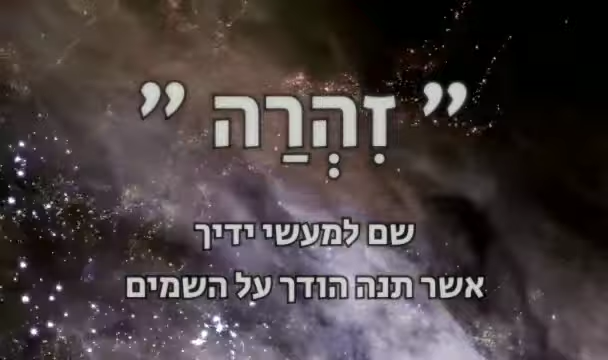 ” זִהְרַה ”
שם למעשי ידיך
אשר תנה הודך על השמים